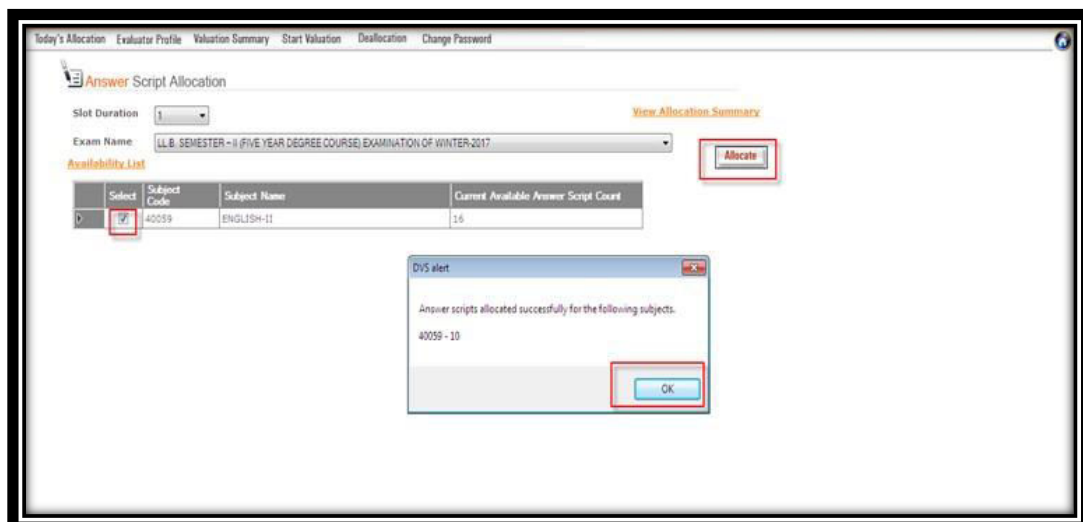 Today's Allocation Evaluator Profile Valuation Summary Start Valuation Deallocation Change Password
Answer Script Allocation
Slot Duration 1 View Allocation Summary
Exam Name LL.B. SEMESTER – II (FIVE YEAR DEGREE COURSE) EXAMINATION OF WINTER-2017
Allocate
Availability List
Select Subject Code Subject Name Current Available Answer Script Count
40059 ENGLISH-II 16
DVS alert
Answer scripts allocated successfully for the following subjects.
40059 - 10
OK